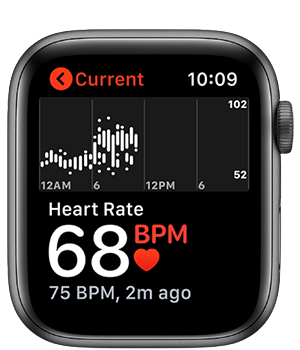 Current 10:09
102
52
12AM 6 12PM 6
Heart Rate
68 BPM
75 BPM, 2m ago